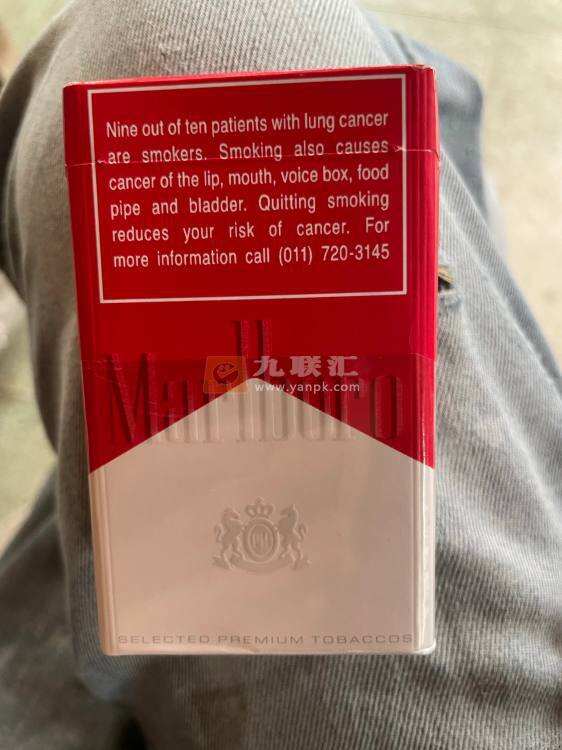 Nine out of ten patients with lung cancer
are smokers. Smoking also causes
cancer of the lip, mouth, voice box, food
pipe and bladder. Quitting smoking
reduces your risk of cancer. For
more information call (011) 720-3145
Marlboro
九联汇
www.yanpk.com
SELECTED PREMIUM TOBACCOS